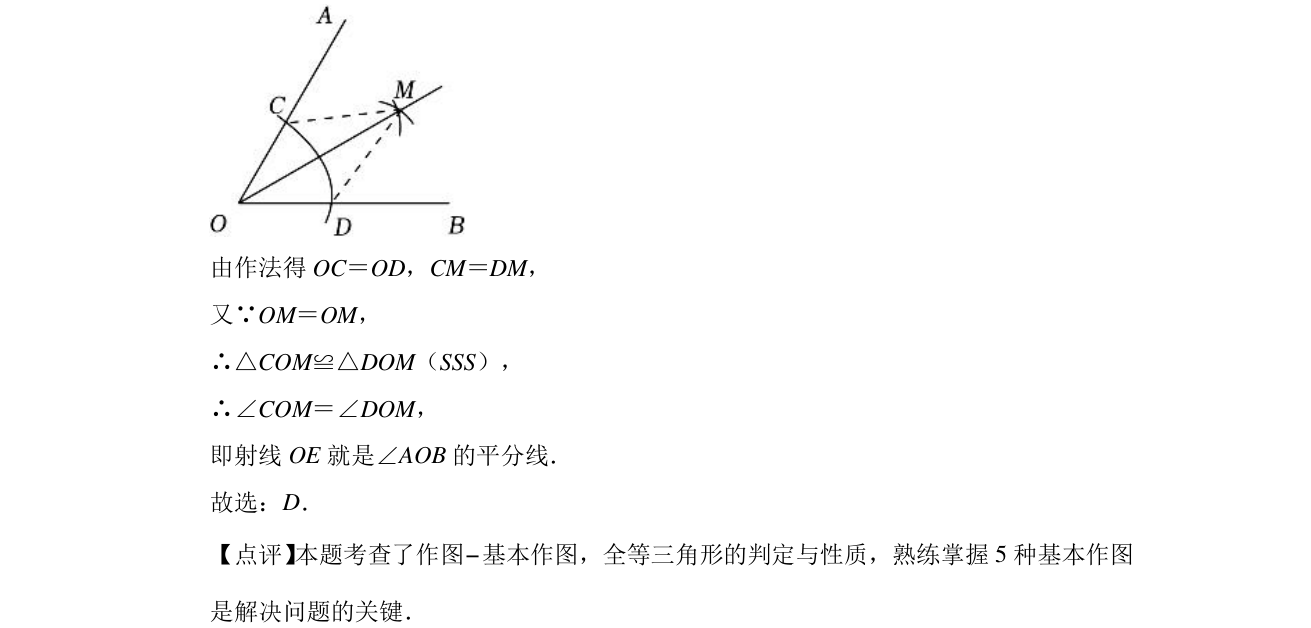 A
M
C
O
D
B
由作法得 OC＝OD，CM＝DM，
又∵OM＝OM，
∴△COM≌△DOM（SSS），
∴∠COM＝∠DOM，
即射线 OE 就是∠AOB 的平分线．
故选：D．
【点评】本题考查了作图﹣基本作图，全等三角形的判定与性质，熟练掌握 5 种基本作图
是解决问题的关键．